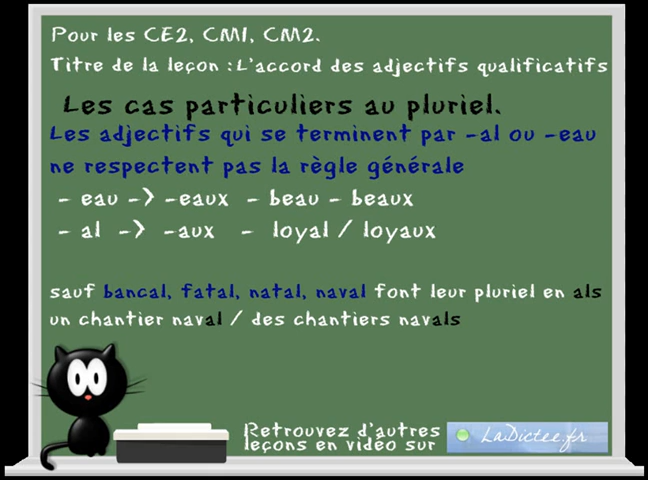 Pour les CE2, CM1, CM2.
Titre de la leçon : L'accord des adjectifs qualificatifs
Les cas particuliers au pluriel.
Les adjectifs qui se terminent par -al ou -eau
ne respectent pas la règle générale
- eau -> -eaux - beau - beaux
- al -> -aux - loyal / loyaux
sauf bancal, fatal, natal, naval font leur pluriel en als
un chantier naval / des chantiers navals
Retrouvez d'autres
leçons en vidéo sur
LaDictee.fr